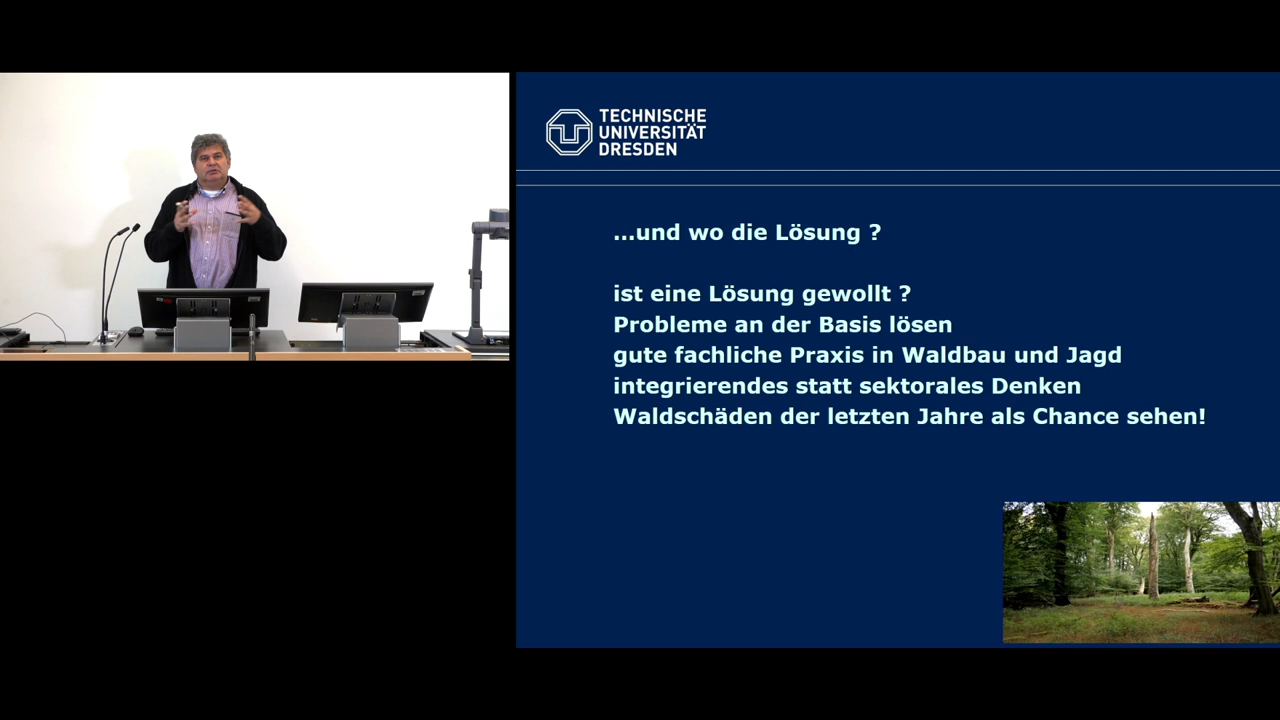 TECHNISCHE
UNIVERSITÄT
DRESDEN
...und wo die Lösung ?
ist eine Lösung gewollt ?
Probleme an der Basis lösen
gute fachliche Praxis in Waldbau und Jagd
integrierendes statt sektorales Denken
Waldschäden der letzten Jahre als Chance sehen!